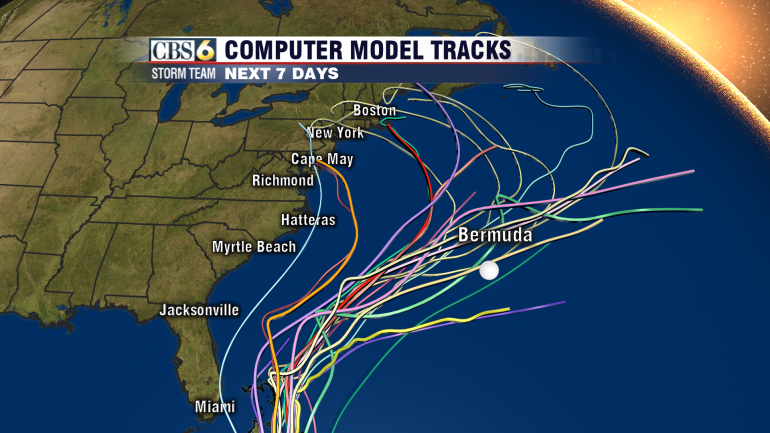 CBS 6 COMPUTER MODEL TRACKS
STORM TEAM NEXT 7 DAYS
Boston
New York
Cape May
Richmond
Hatteras
Bermuda
Myrtle Beach
Jacksonville
Miami